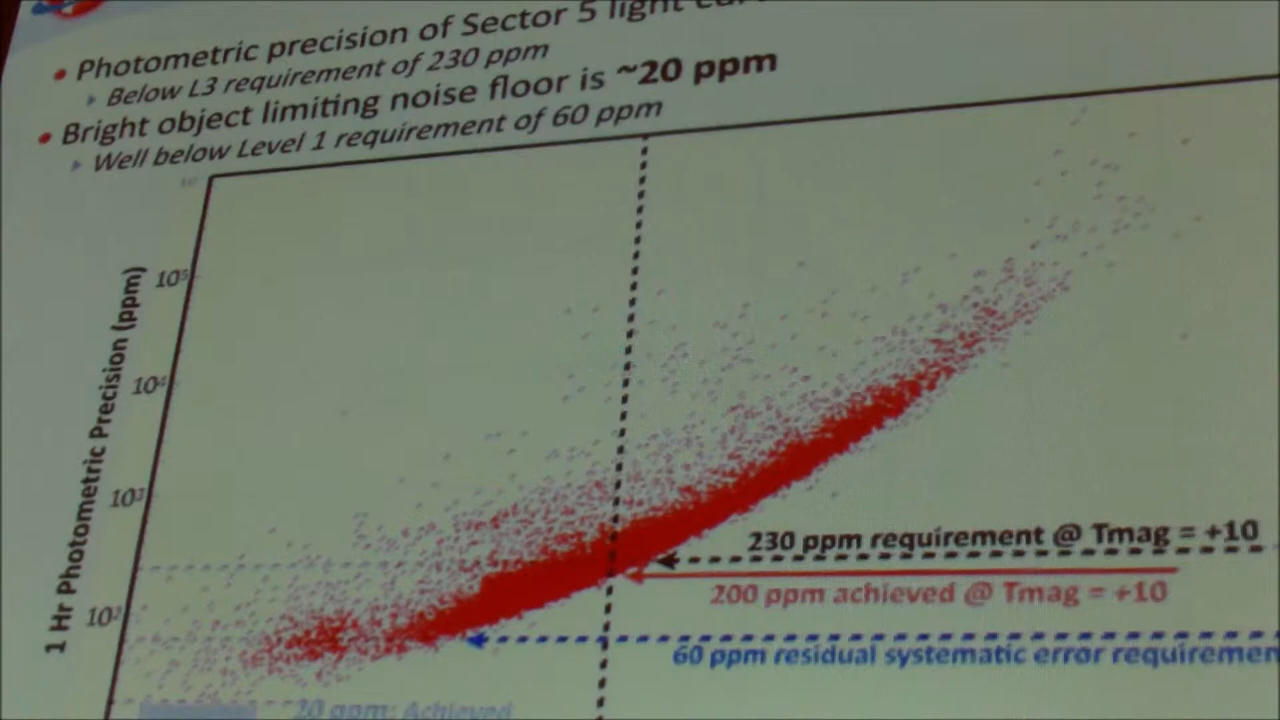 Photometric precision of Sector 5 light
Below L3 requirement of 230 ppm
Bright object limiting noise floor is ~20 ppm
Well below Level 1 requirement of 60 ppm
10⁵
10⁴
10³
10²
1 Hr Photometric Precision (ppm)
230 ppm requirement @ Tmag = +10
200 ppm achieved @ Tmag = +10
60 ppm residual systematic error requiremen
20 ppm: Achieved